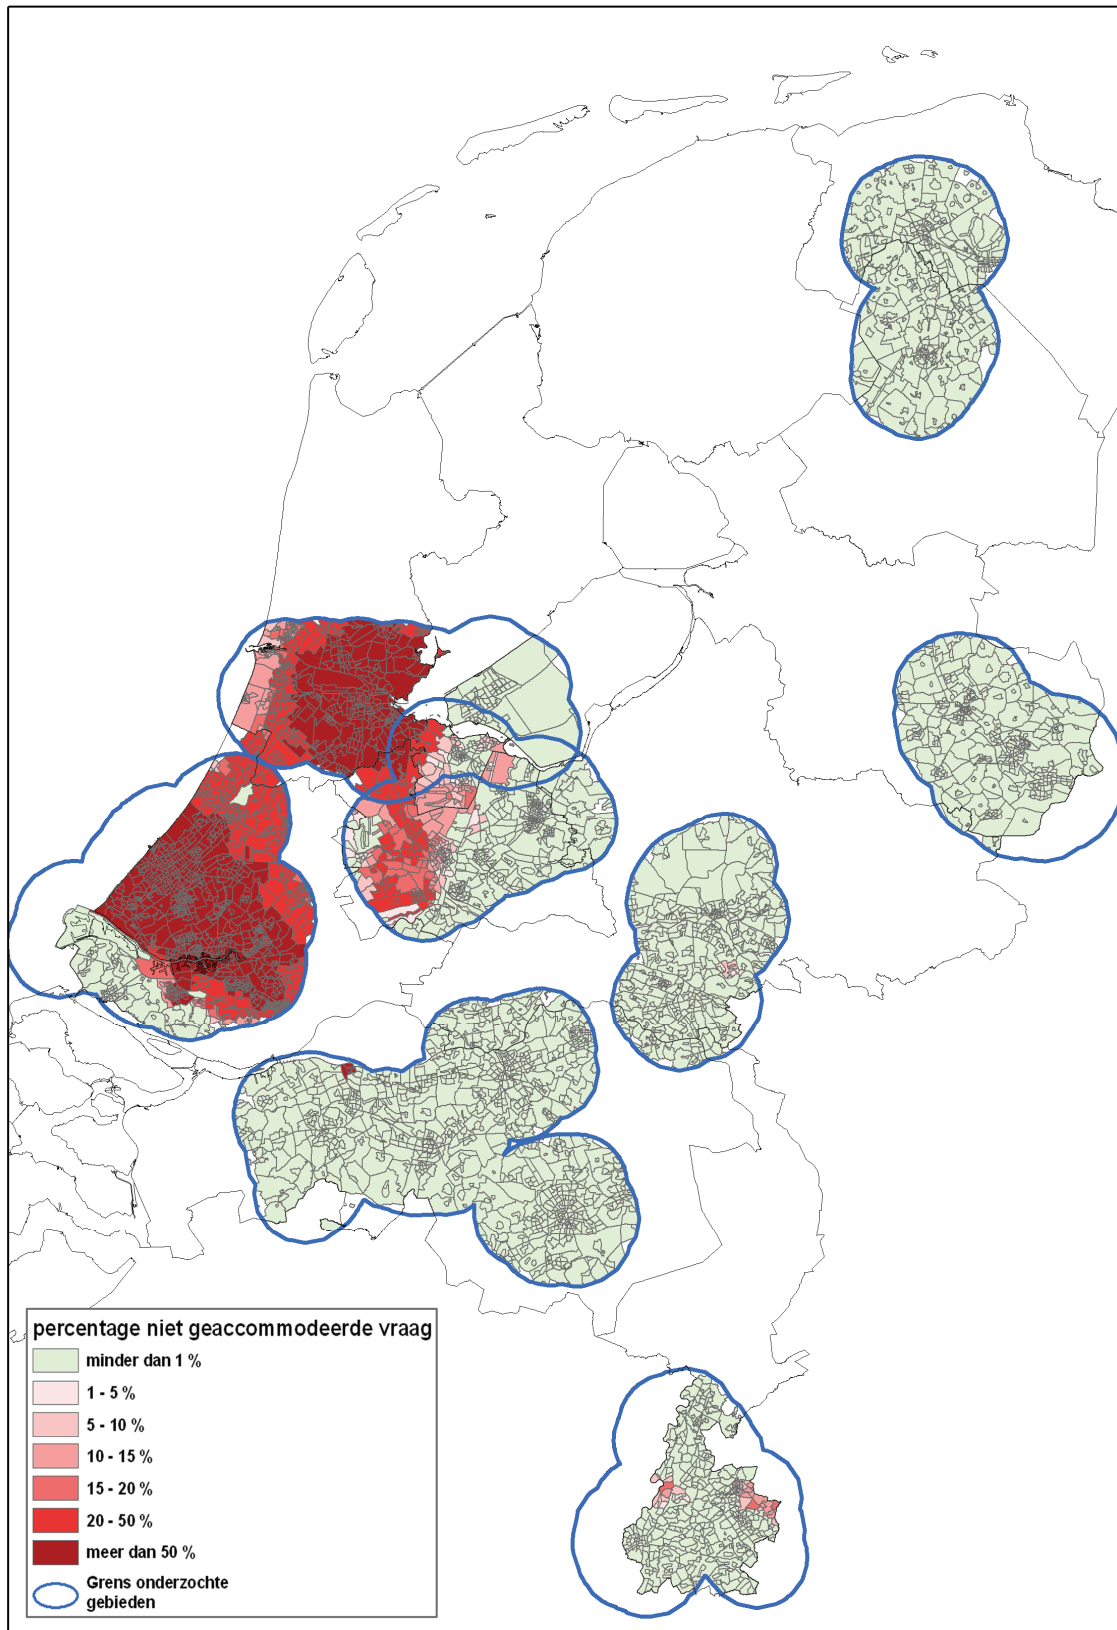 percentage niet geaccommodeerde vraag
minder dan 1 %
1 - 5 %
5 - 10 %
10 - 15 %
15 - 20 %
20 - 50 %
meer dan 50 %
Grens onderzochte
gebieden